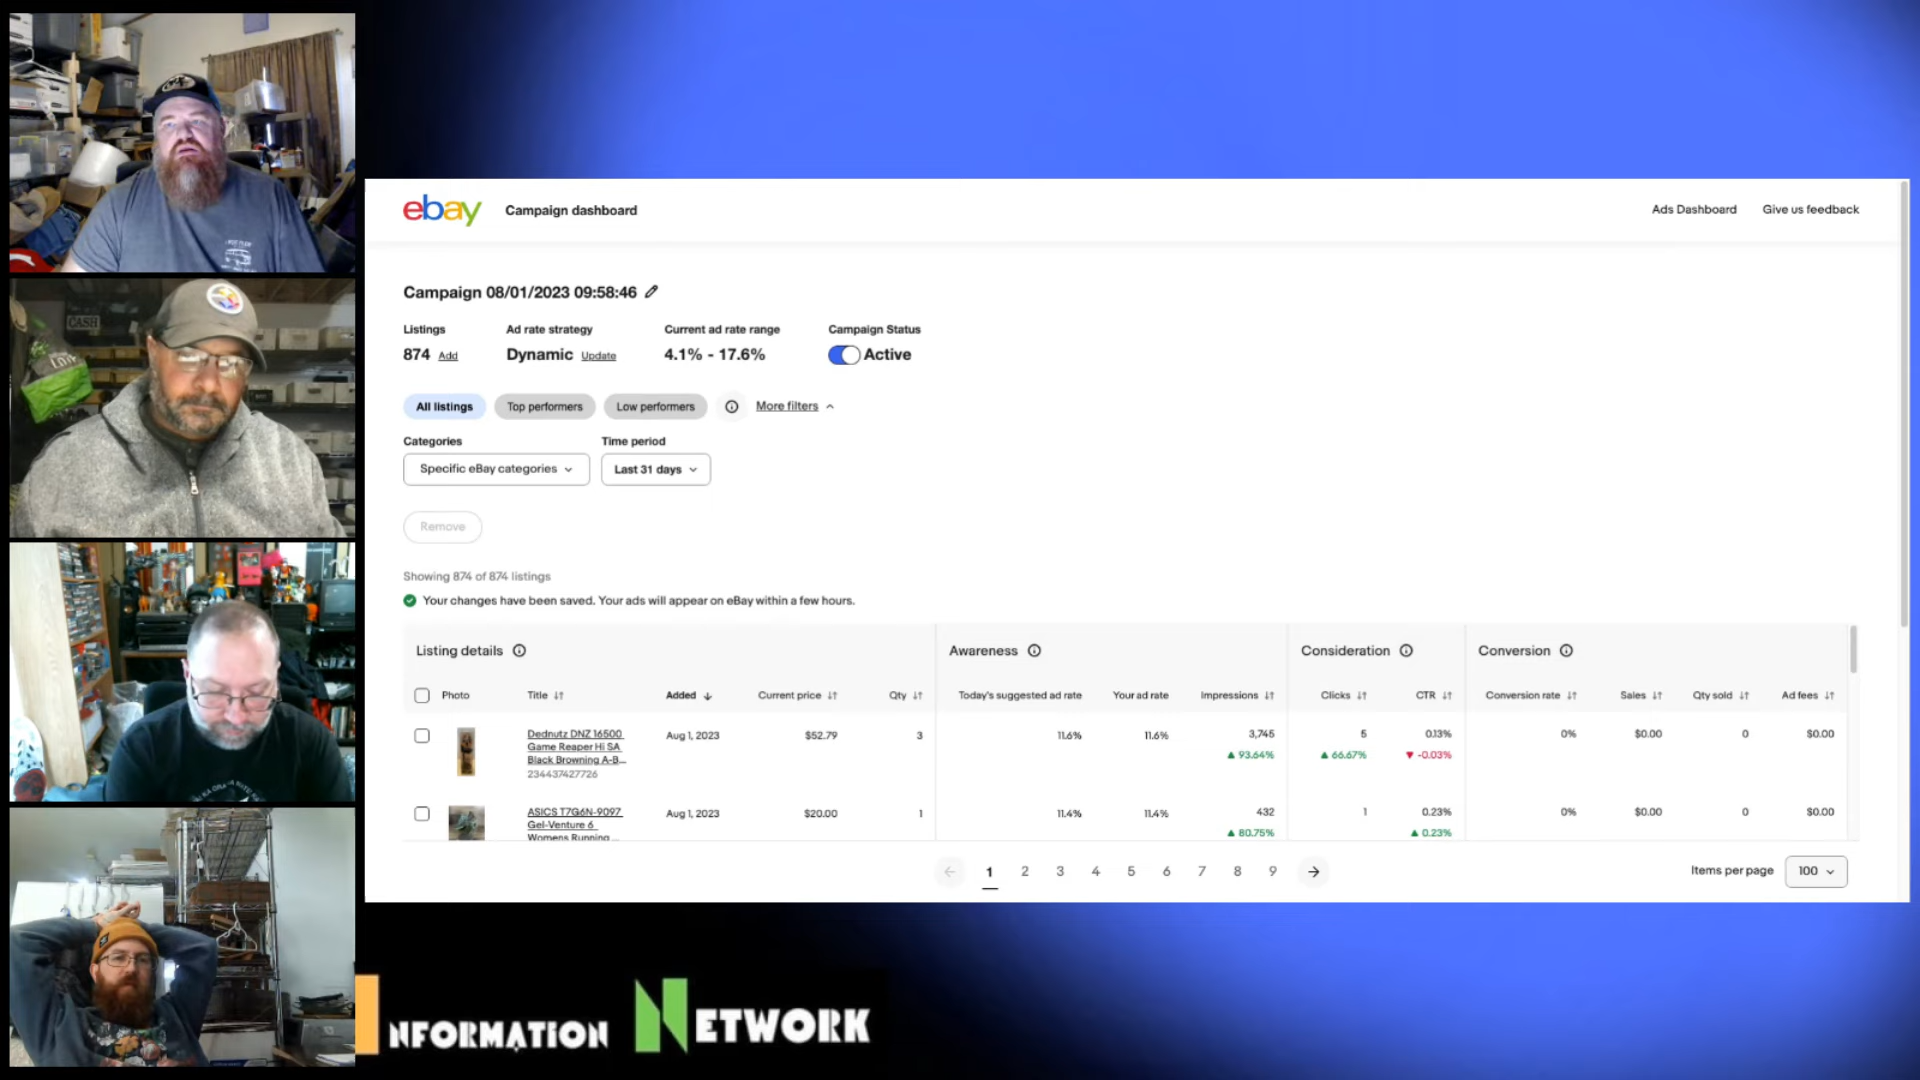 ebay Campaign dashboard Ads Dashboard Give us feedback
Campaign 08/01/2023 09:58:46
Listings Ad rate strategy Current ad rate range Campaign Status
874 Add Dynamic Update 4.1% - 17.6% Active
All listings Top performers Low performers More filters
Categories Time period
Specific eBay categories Last 31 days
Remove
Showing 874 of 874 listings
Your changes have been saved. Your ads will appear on eBay within a few hours.
Listing details Awareness Consideration Conversion
Photo Title Added Current price Qty Today's suggested ad rate Your ad rate Impressions Clicks CTR Conversion rate Sales Qty sold Ad fees
Dednutz DNZ 16500 Aug 1, 2023 $52.79 3 11.6% 11.6% 3,745 5 0.13% 0% $0.00 0 $0.00
Game Reaper Hi SA
Black Browning A-B... 93.64% 66.67% -0.03%
234437427726
ASICS T7G6N-9097 Aug 1, 2023 $20.00 1 11.4% 11.4% 432 1 0.23% 0% $0.00 0 $0.00
Gel-Venture 6 80.75% 0.23%
Womens Running ...
1 2 3 4 5 6 7 8 9 Items per page 100
INFORMATION NETWORK
CASH